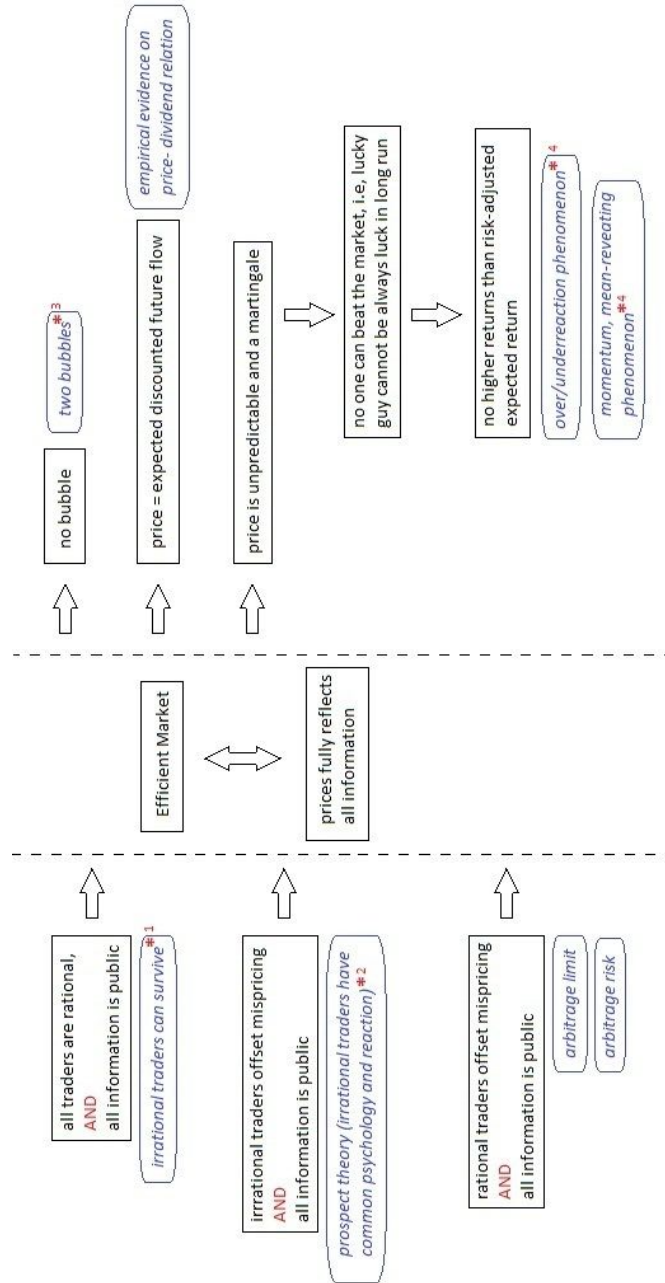 all traders are rational,
AND
all information is public
irrational traders can survive
*1
irrrational traders offset mispricing
AND
all information is public
prospect theory (irrational traders have
common psychology and reaction)
*2
rational traders offset mispricing
AND
all information is public
arbitrage limit
arbitrage risk
Efficient Market
prices fully reflects
all information
no bubble
two bubbles
*3
price = expected discounted future flow
empirical evidence on
price- dividend relation
price is unpredictable and a martingale
no one can beat the market, i.e, lucky
guy cannot be always luck in long run
no higher returns than risk-adjusted
expected return
over/underreaction phenomenon
*4
momentum, mean-reveating
phenomenon
*4